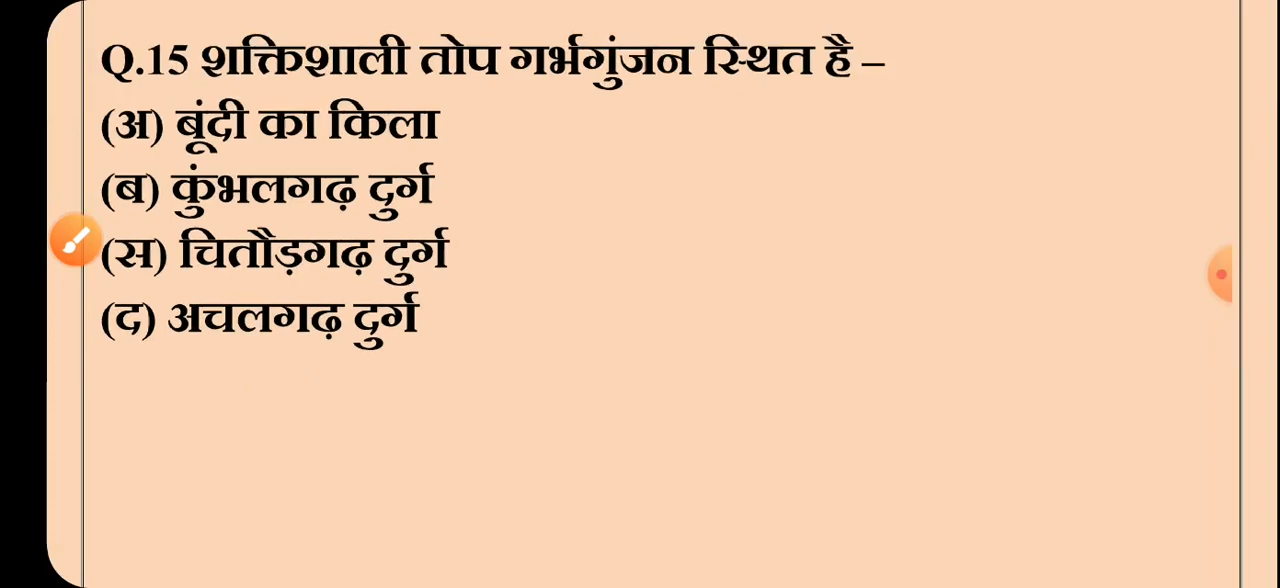 Q.15 शक्तिशाली तोप गर्भगुंजन स्थित है –
(अ) बूंदी का किला
(ब) कुंभलगढ़ दुर्ग
(स) चितौड़गढ़ दुर्ग
(द) अचलगढ़ दुर्ग